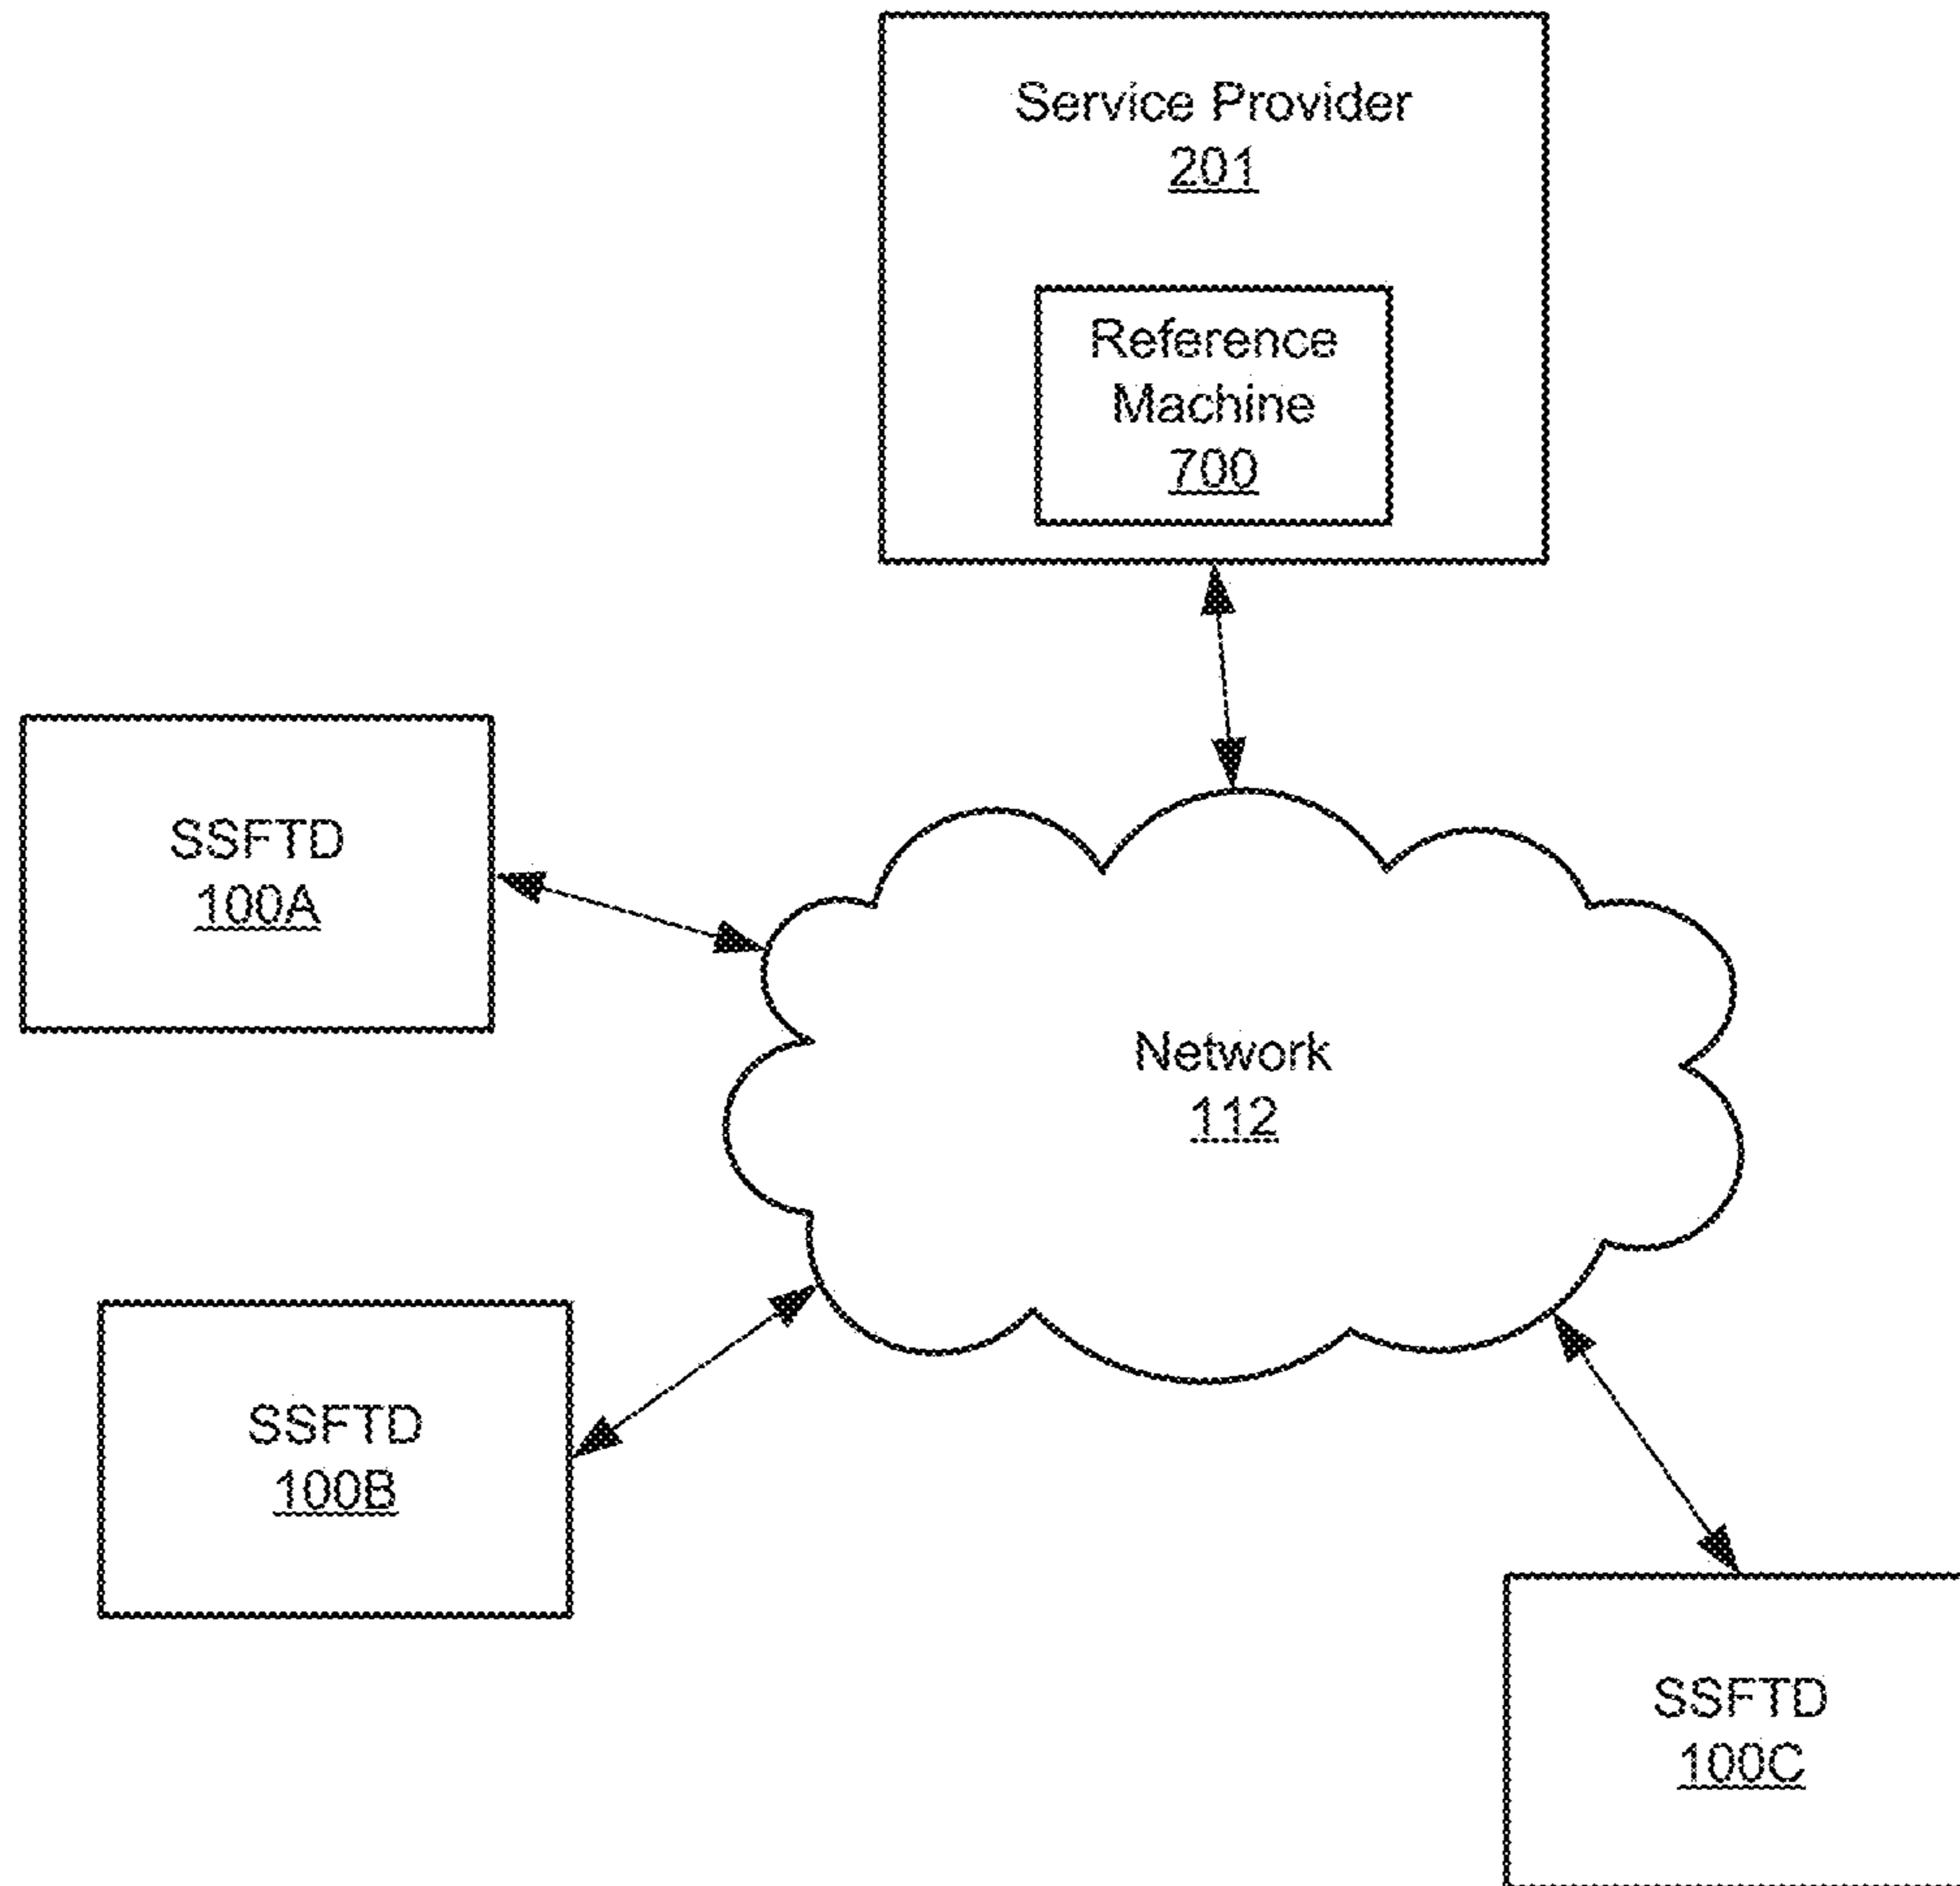 Service Provider
201
Reference
Machine
700
SSFTD
100A
Network
112
SSFTD
100B
SSFTD
100C